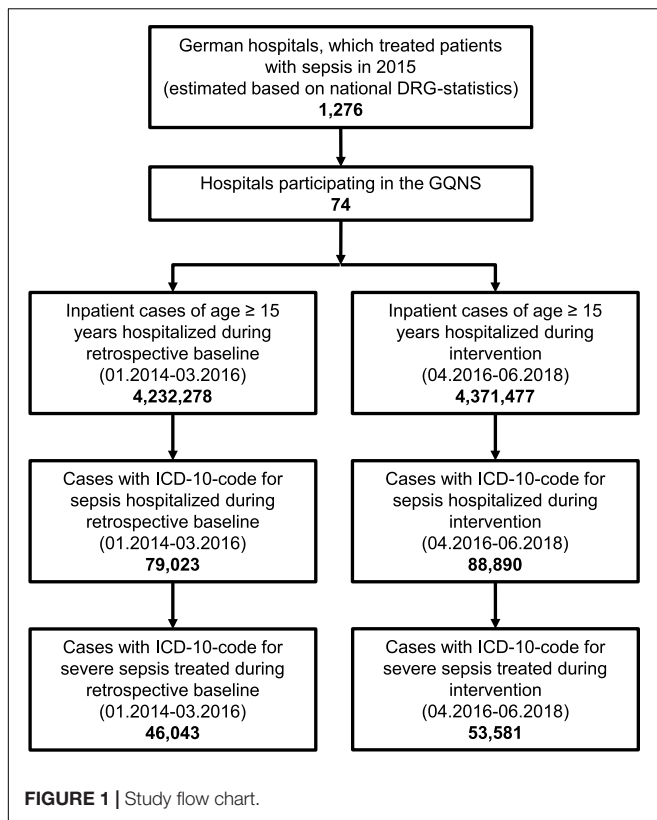 German hospitals, which treated patients
with sepsis in 2015
(estimated based on national DRG-statistics)
1,276
Hospitals participating in the GQNS
74
Inpatient cases of age ≥ 15
years hospitalized during
retrospective baseline
(01.2014-03.2016)
4,232,278
Inpatient cases of age ≥ 15
years hospitalized during
intervention
(04.2016-06.2018)
4,371,477
Cases with ICD-10-code for
sepsis hospitalized during
retrospective baseline
(01.2014-03.2016)
79,023
Cases with ICD-10-code for
sepsis hospitalized during
intervention
(04.2016-06.2018)
88,890
Cases with ICD-10-code for
severe sepsis treated during
retrospective baseline
(01.2014-03.2016)
46,043
Cases with ICD-10-code for
severe sepsis treated during
intervention
(04.2016-06.2018)
53,581
FIGURE 1 | Study flow chart.